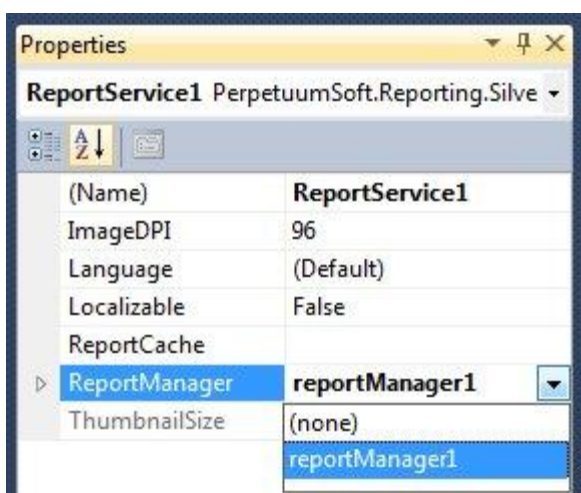 Properties
ReportService1 PerpetuumSoft.Reporting.Silve
(Name) ReportService1
ImageDPI 96
Language (Default)
Localizable False
ReportCache
ReportManager reportManager1
ThumbnailSize (none)
reportManager1